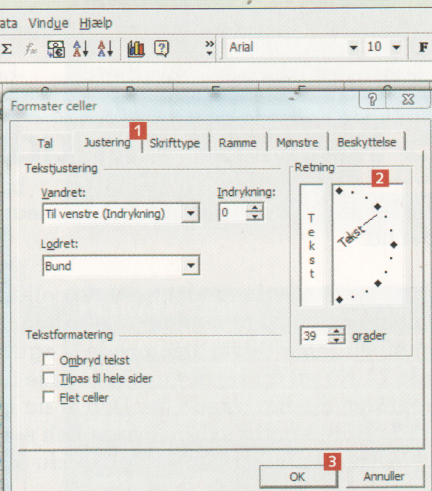 ata Vindue Hjælp
Σ fx Arial 10 F
Formater celler
Tal Justering 1 Skrifttype Ramme Mønstre Beskyttelse
Tekstjustering
Vandret: Indrykning:
Til venstre (Indrykning) 0
Lodret:
Bund
Retning
2
Tekst
Tekst
39 grader
Tekstformatering
Ombryd tekst
Tilpas til hele sider
Flet celler
3
OK Annuller